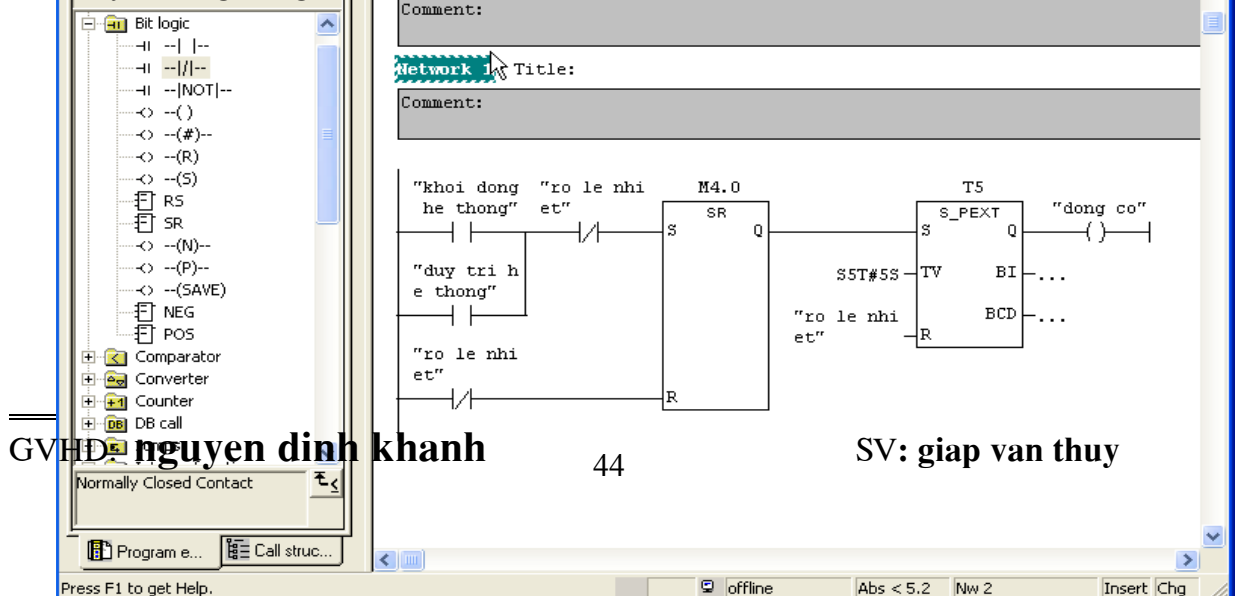 Bit logic
--| |--
--|/|--
--|NOT|--
--( )
--(#)--
--(R)
--(S)
RS
SR
--(N)--
--(P)--
--(SAVE)
NEG
POS
Comparator
Converter
Counter
DB call
Normally Closed Contact
Program e...
Call struc...
Comment:
Network 1: Title:
Comment:
"khoi dong
he thong"
"ro le nhi
et"
M4.0
SR
S
Q
R
"duy tri h
e thong"
"ro le nhi
et"
T5
S_PEXT
S
Q
TV
BI
BCD
R
S5T#5S
...
...
"ro le nhi
et"
"dong co"
GVHD: nguyen dinh khanh
44
SV: giap van thuy
Press F1 to get Help.
offline
Abs < 5.2
Nw 2
Insert
Chg